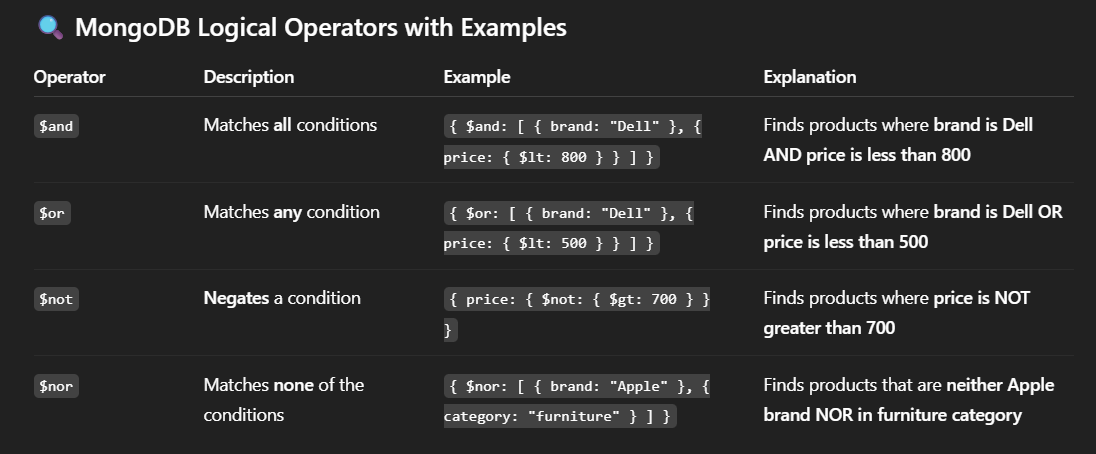 🔍 MongoDB Logical Operators with Examples
Operator Description Example Explanation
$and Matches all conditions { $and: [ { brand: "Dell" }, { Finds products where brand is Dell
price: { $lt: 800 } } ] } AND price is less than 800
$or Matches any condition { $or: [ { brand: "Dell" }, { Finds products where brand is Dell OR
price: { $lt: 500 } } ] } price is less than 500
$not Negates a condition { price: { $not: { $gt: 700 } } Finds products where price is NOT
} greater than 700
$nor Matches none of the { $nor: [ { brand: "Apple" }, { Finds products that are neither Apple
conditions category: "furniture" } ] } brand NOR in furniture category